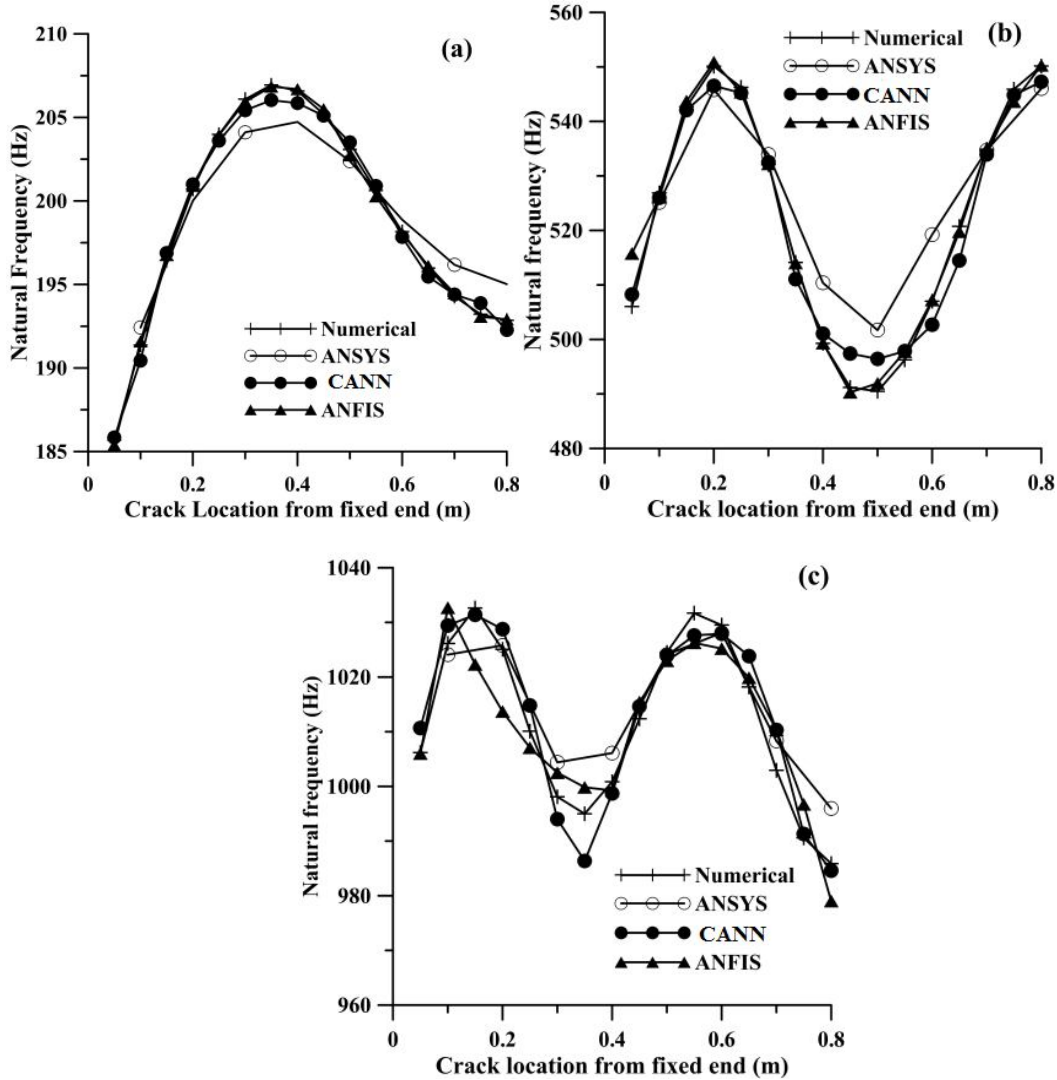 (a)
210
205
200
195
190
185
Natural Frequency (Hz)
Numerical
ANSYS
CANN
ANFIS
0
0.2
0.4
0.6
0.8
Crack Location from fixed end (m)
(b)
560
540
520
500
480
Natural frequency (Hz)
Numerical
ANSYS
CANN
ANFIS
0
0.2
0.4
0.6
0.8
Crack location from fixed end (m)
(c)
1040
1020
1000
980
960
Natural frequency (Hz)
Numerical
ANSYS
CANN
ANFIS
0
0.2
0.4
0.6
0.8
Crack location from fixed end (m)